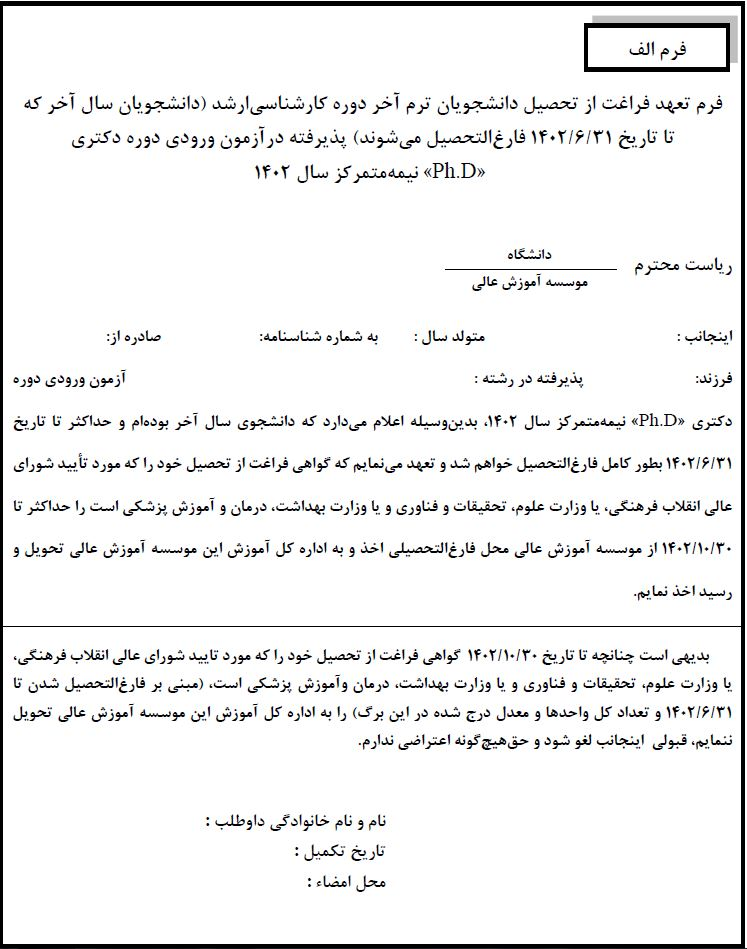 فرم الف
فرم تعهد فراغت از تحصیل دانشجویان ترم آخر دوره کارشناسی‌ارشد (دانشجویان سال آخر که
تا تاریخ ۱۴۰۲/۶/۳۱ فارغ‌التحصیل می‌شوند) پذیرفته درآزمون ورودی دوره دکتری
«Ph.D» نیمه‌متمرکز سال ۱۴۰۲
ریاست محترم دانشگاه
موسسه آموزش عالی
اینجانب : متولد سال : به شماره شناسنامه: صادره از:
فرزند: پذیرفته در رشته : آزمون ورودی دوره
دکتری «Ph.D» نیمه‌متمرکز سال ۱۴۰۲، بدین‌وسیله اعلام می‌دارد که دانشجوی سال آخر بوده‌ام و حداکثر تا تاریخ
۱۴۰۲/۶/۳۱ بطور کامل فارغ‌التحصیل خواهم شد و تعهد می‌نمایم که گواهی فراغت از تحصیل خود را که مورد تأیید شورای
عالی انقلاب فرهنگی، یا وزارت علوم، تحقیقات و فناوری و یا وزارت بهداشت، درمان و آموزش پزشکی است را حداکثر تا
۱۴۰۲/۱۰/۳۰ از موسسه آموزش عالی محل فارغ‌التحصیلی اخذ و به اداره کل آموزش این موسسه آموزش عالی تحویل و
رسید اخذ نمایم.
بدیهی است چنانچه تا تاریخ ۱۴۰۲/۱۰/۳۰ گواهی فراغت از تحصیل خود را که مورد تایید شورای عالی انقلاب فرهنگی،
یا وزارت علوم، تحقیقات و فناوری و یا وزارت بهداشت، درمان وآموزش پزشکی است، (مبنی بر فارغ‌التحصیل شدن تا
۱۴۰۲/۶/۳۱ و تعداد کل واحدها و معدل درج شده در این برگ) را به اداره کل آموزش این موسسه آموزش عالی تحویل
ننمایم، قبولی اینجانب لغو شود و حق‌هیچ‌گونه اعتراضی ندارم.
نام و نام خانوادگی داوطلب :
تاریخ تکمیل :
محل امضاء :